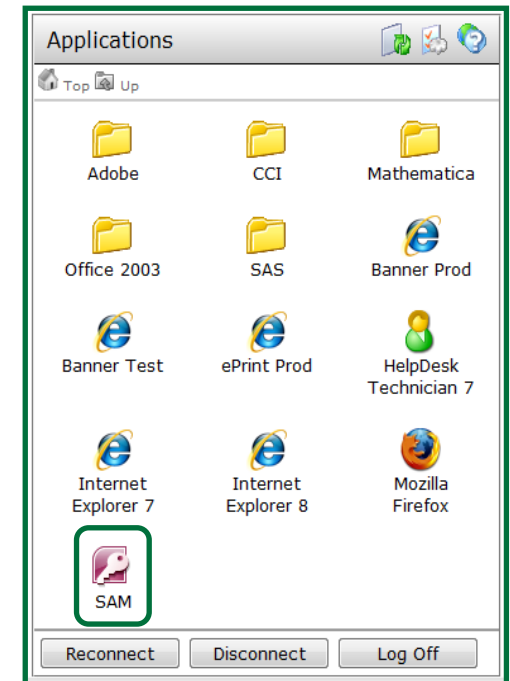 Applications
Top Up
Adobe CCI Mathematica
Office 2003 SAS Banner Prod
Banner Test ePrint Prod HelpDesk
Technician 7
Internet Internet Mozilla
Explorer 7 Explorer 8 Firefox
SAM
Reconnect Disconnect Log Off